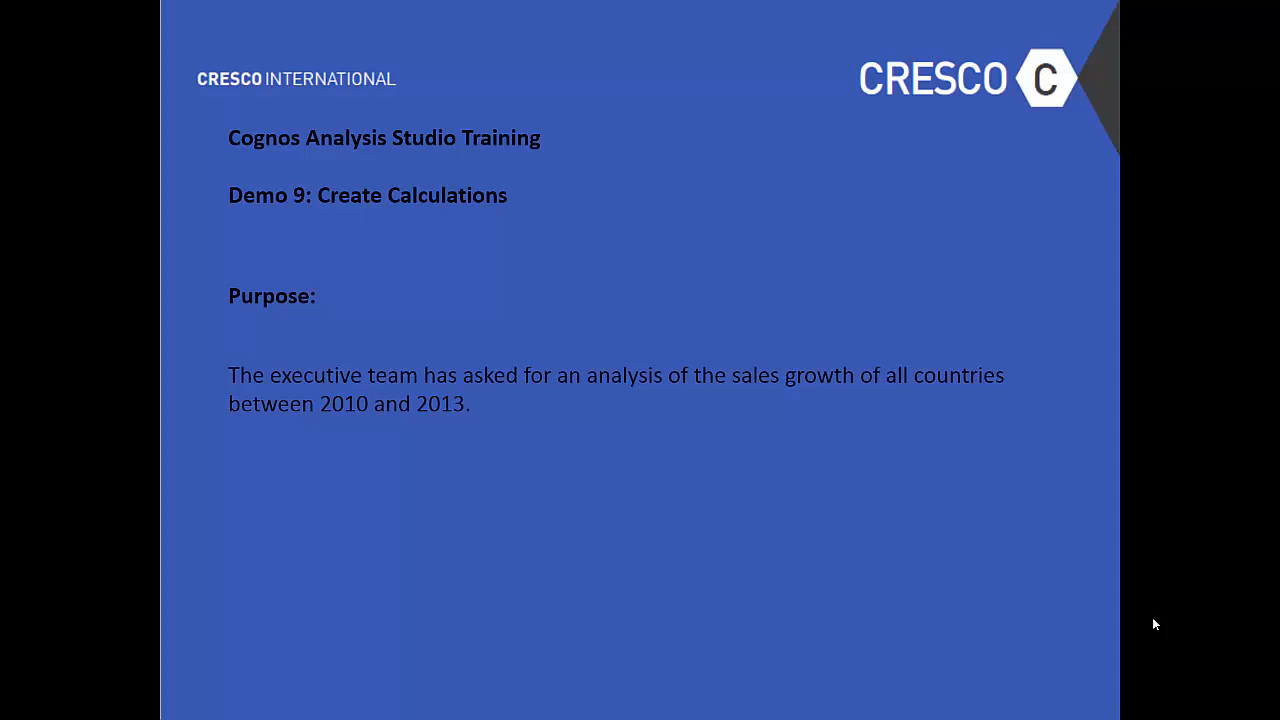 CRESCO INTERNATIONAL
CRESCO C
Cognos Analysis Studio Training
Demo 9: Create Calculations
Purpose:
The executive team has asked for an analysis of the sales growth of all countries
between 2010 and 2013.